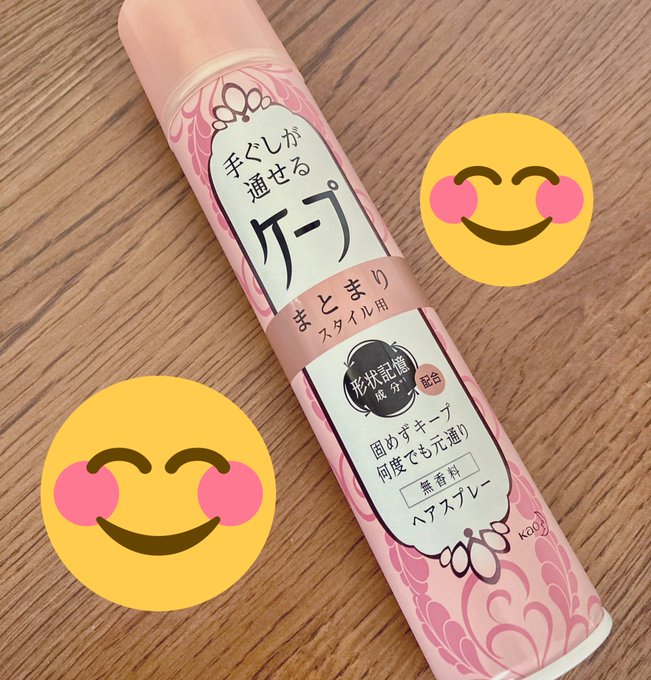 手ぐしが
通せる
ケープ
まとまり
スタイル用
形状記憶
成分*1
配合
固めずキープ
何度でも元通り
無香料
ヘアスプレー
Kao